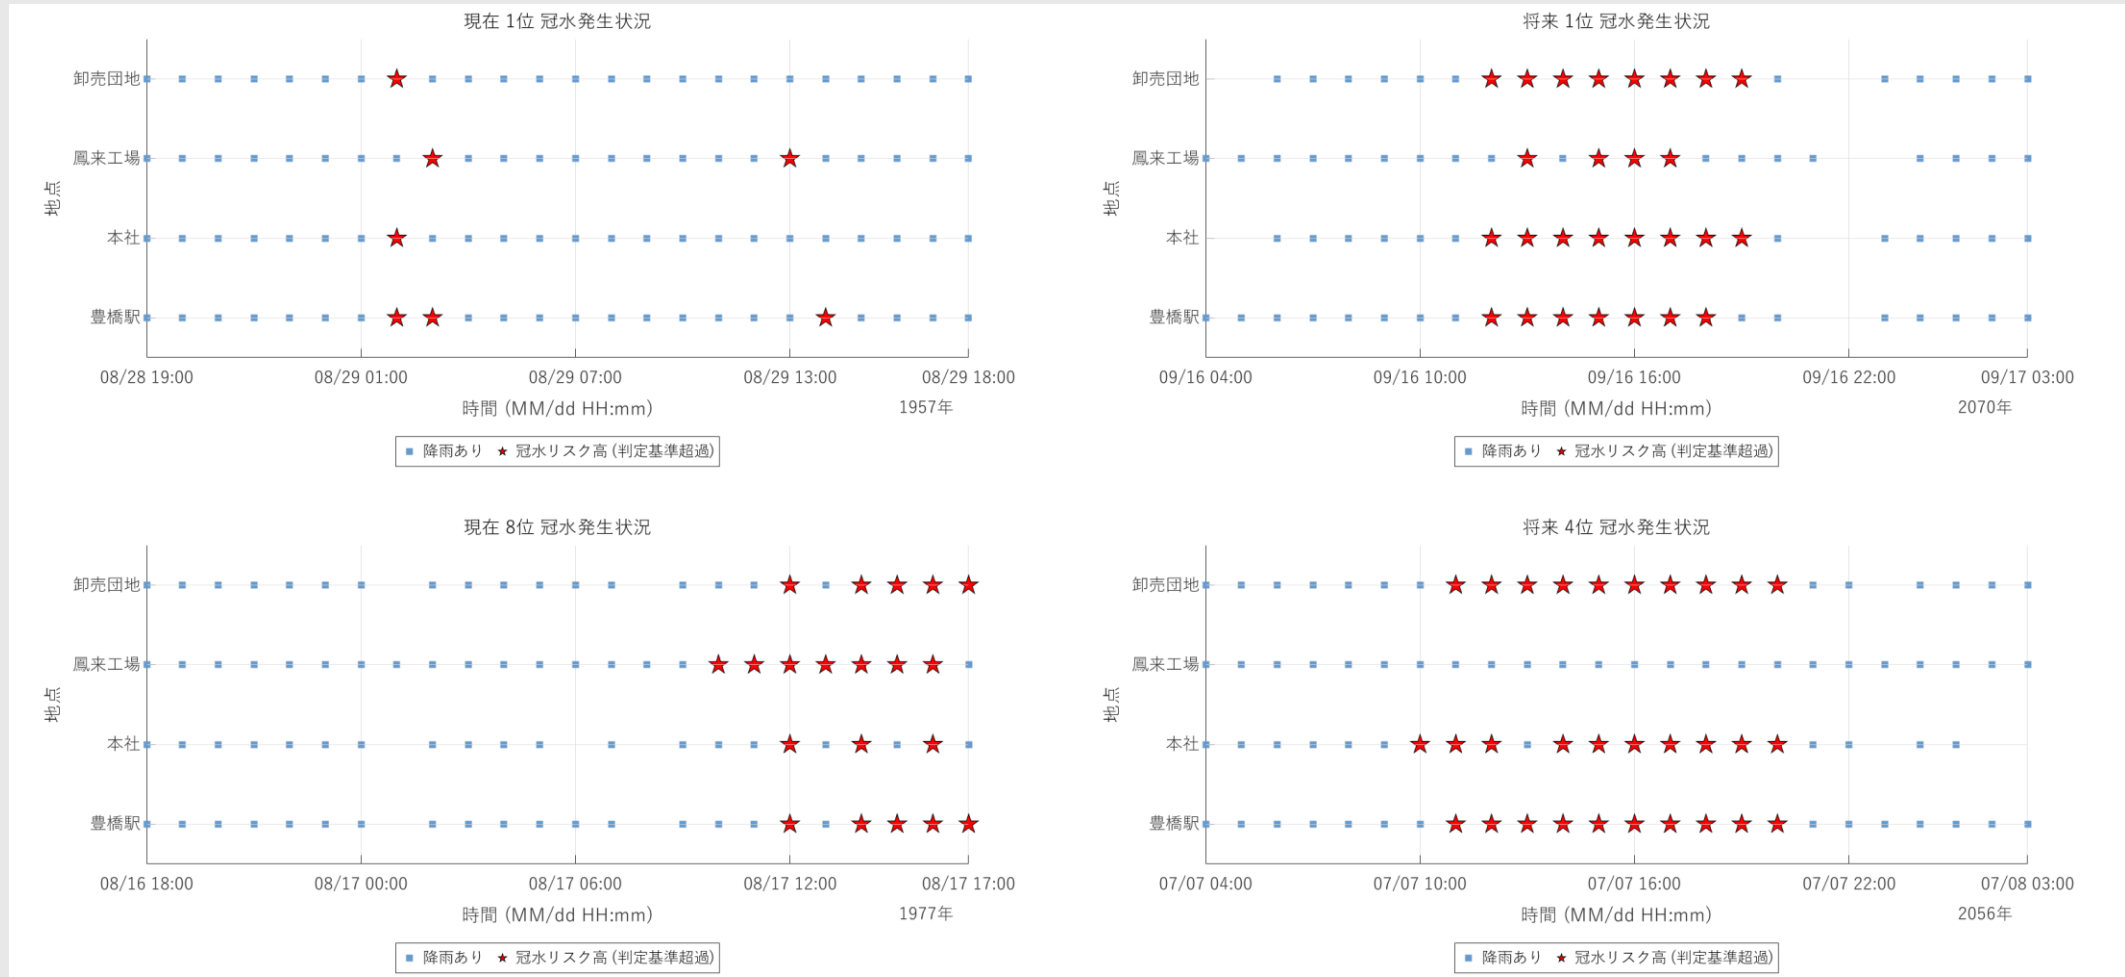 現在 1位 冠水発生状況
卸売団地
鳳来工場
本社
豊橋駅
地点
08/28 19:00
08/29 01:00
08/29 07:00
08/29 13:00
08/29 18:00
時間 (MM/dd HH:mm)
1957年
降雨あり
冠水リスク高 (判定基準超過)
将来 1位 冠水発生状況
卸売団地
鳳来工場
本社
豊橋駅
地点
09/16 04:00
09/16 10:00
09/16 16:00
09/16 22:00
09/17 03:00
時間 (MM/dd HH:mm)
2070年
降雨あり
冠水リスク高 (判定基準超過)
現在 8位 冠水発生状況
卸売団地
鳳来工場
本社
豊橋駅
地点
08/16 18:00
08/17 00:00
08/17 06:00
08/17 12:00
08/17 17:00
時間 (MM/dd HH:mm)
1977年
降雨あり
冠水リスク高 (判定基準超過)
将来 4位 冠水発生状況
卸売団地
鳳来工場
本社
豊橋駅
地点
07/07 04:00
07/07 10:00
07/07 16:00
07/07 22:00
07/08 03:00
時間 (MM/dd HH:mm)
2056年
降雨あり
冠水リスク高 (判定基準超過)